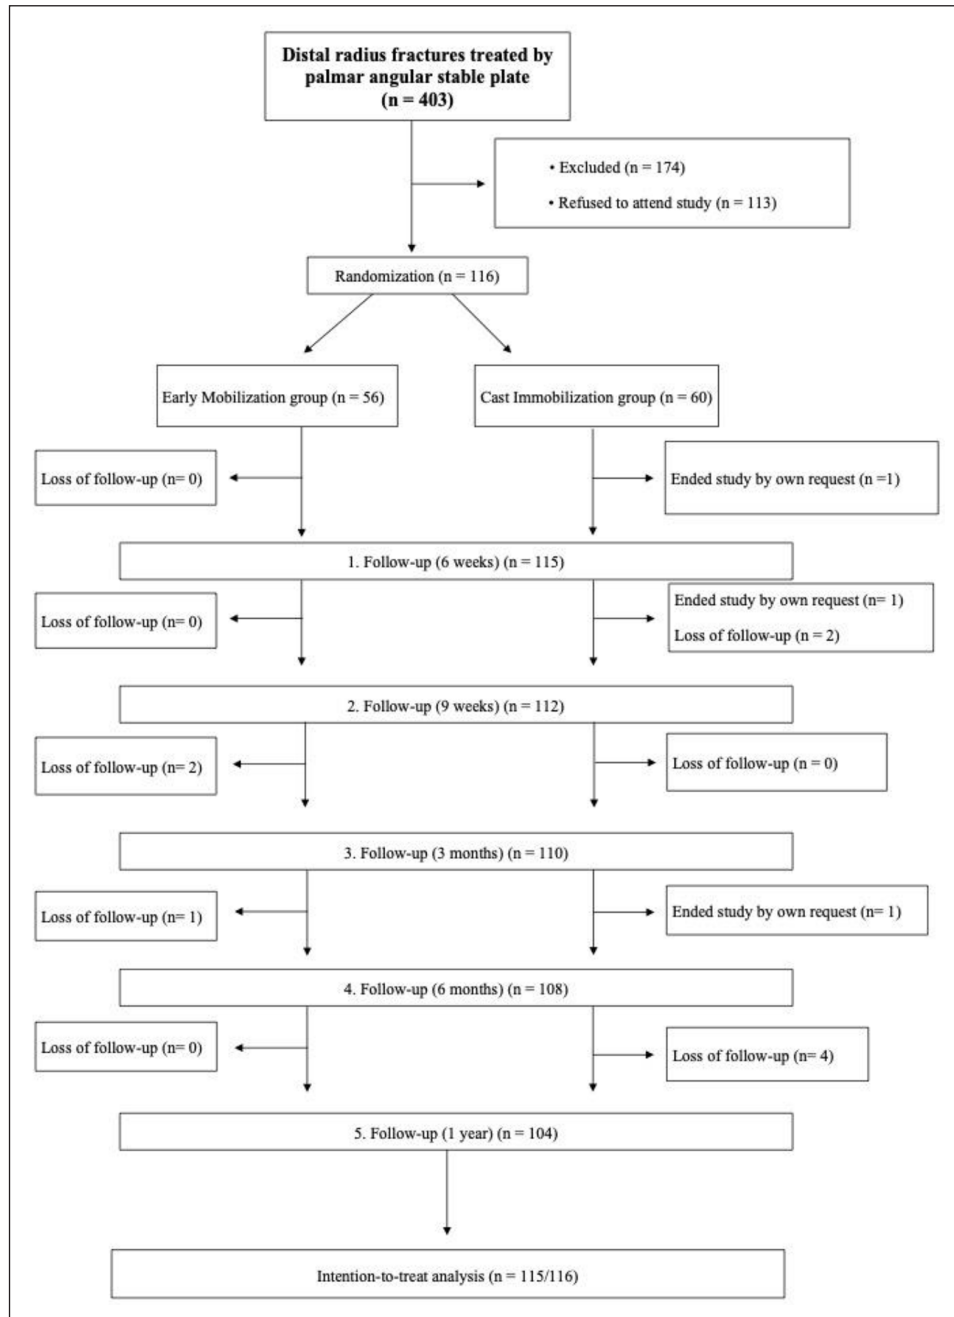 Distal radius fractures treated by
palmar angular stable plate
(n = 403)
• Excluded (n = 174)
• Refused to attend study (n = 113)
Randomization (n = 116)
Early Mobilization group (n = 56)
Cast Immobilization group (n = 60)
Loss of follow-up (n= 0)
Ended study by own request (n =1)
1. Follow-up (6 weeks) (n = 115)
Loss of follow-up (n= 0)
Ended study by own request (n= 1)
Loss of follow-up (n = 2)
2. Follow-up (9 weeks) (n = 112)
Loss of follow-up (n= 2)
Loss of follow-up (n = 0)
3. Follow-up (3 months) (n = 110)
Loss of follow-up (n= 1)
Ended study by own request (n= 1)
4. Follow-up (6 months) (n = 108)
Loss of follow-up (n= 0)
Loss of follow-up (n= 4)
5. Follow-up (1 year) (n = 104)
Intention-to-treat analysis (n = 115/116)